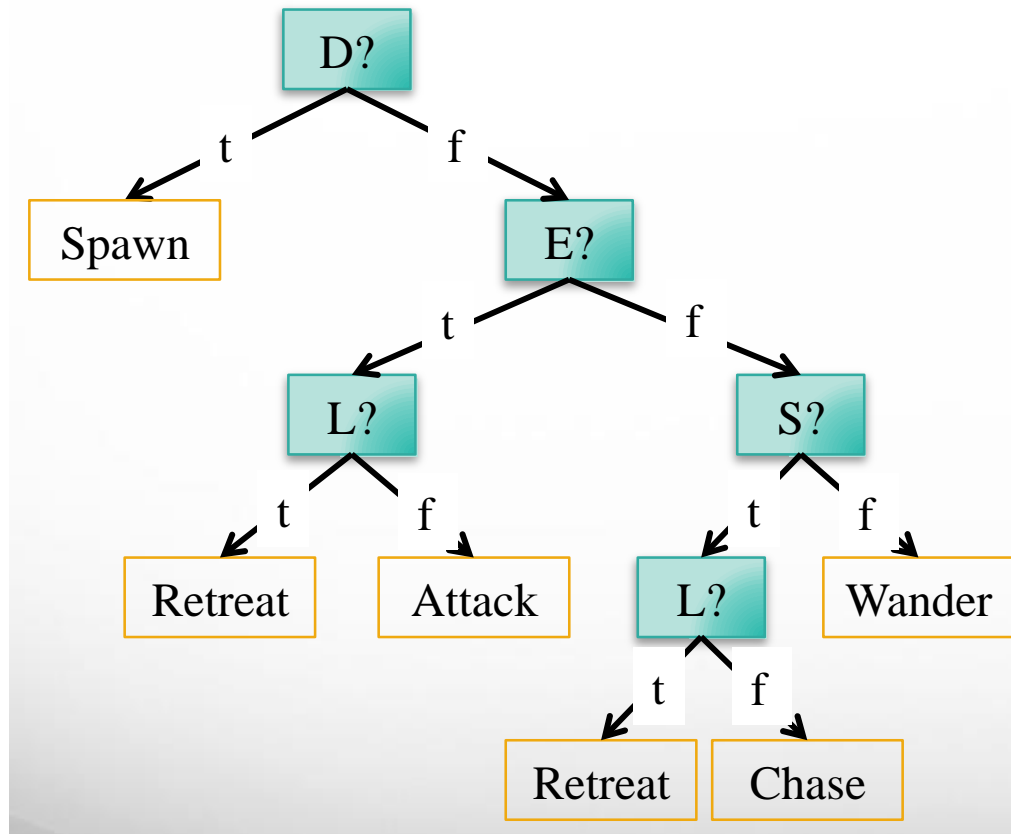 D?
t
f
Spawn
E?
t
f
L?
S?
t
f
t
f
Retreat
Attack
L?
Wander
t
f
Retreat
Chase